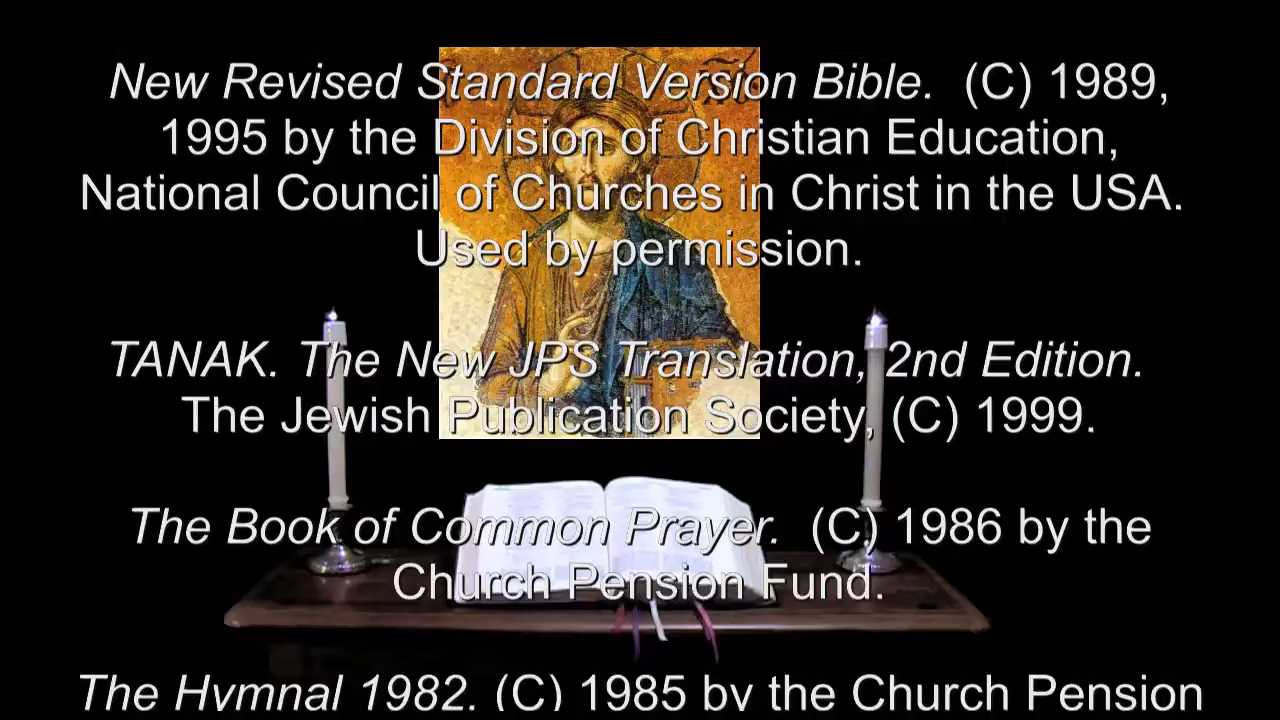 New Revised Standard Version Bible. (C) 1989,
1995 by the Division of Christian Education,
National Council of Churches in Christ in the USA.
Used by permission.
TANAK. The New JPS Translation, 2nd Edition.
The Jewish Publication Society, (C) 1999.
The Book of Common Prayer. (C) 1986 by the
Church Pension Fund.
The Hymnal 1982. (C) 1985 by the Church Pension